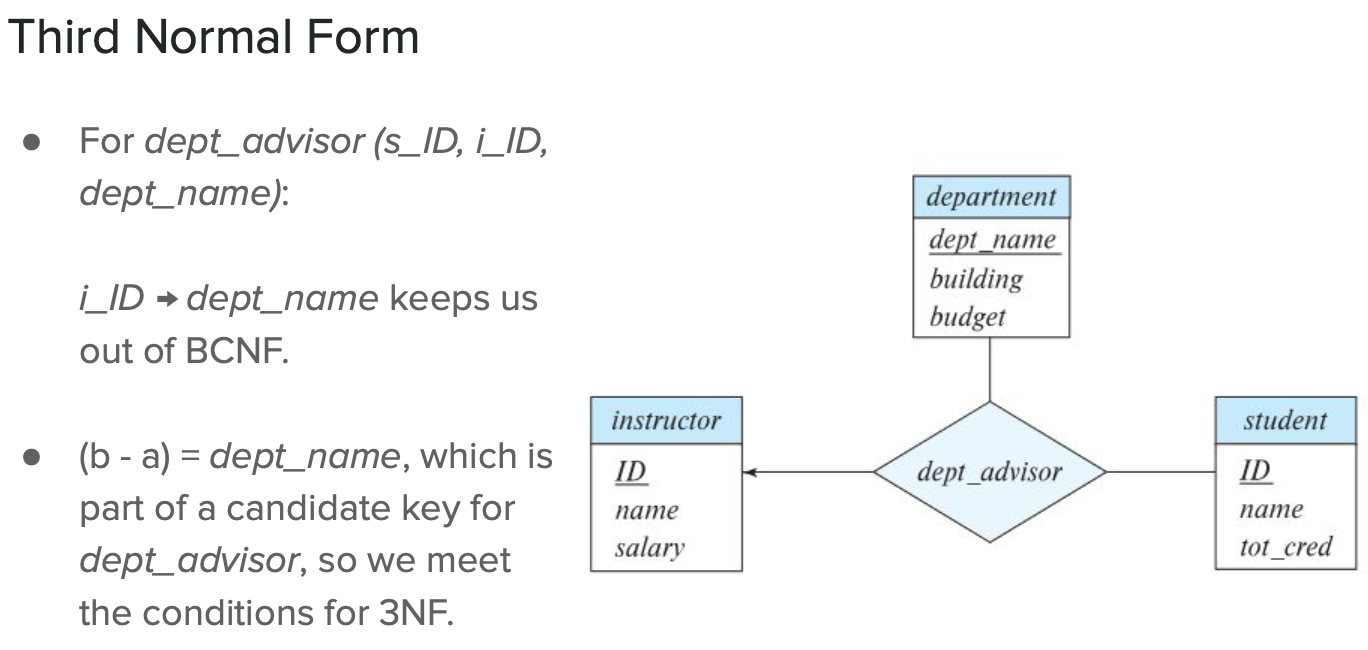 Third Normal Form
● For dept_advisor (s_ID, i_ID,
dept_name):
i_ID → dept_name keeps us
out of BCNF.
● (b - a) = dept_name, which is
part of a candidate key for
dept_advisor, so we meet
the conditions for 3NF.
department
dept_name
building
budget
instructor
ID
name
salary
dept_advisor
student
ID
name
tot_cred